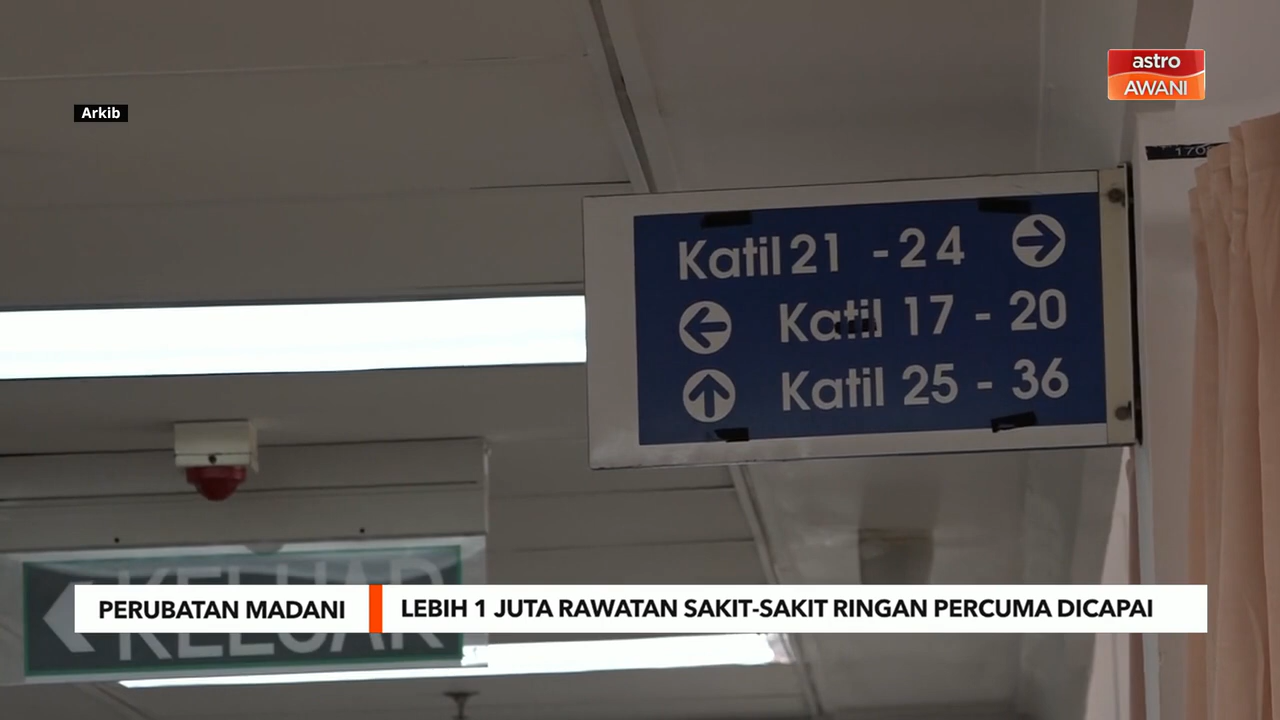 astro
AWANI
Arkib
170
Katil 21 - 24
Katil 17 - 20
Katil 25 - 36
KELUAR
PERUBATAN MADANI
LEBIH 1 JUTA RAWATAN SAKIT-SAKIT RINGAN PERCUMA DICAPAI